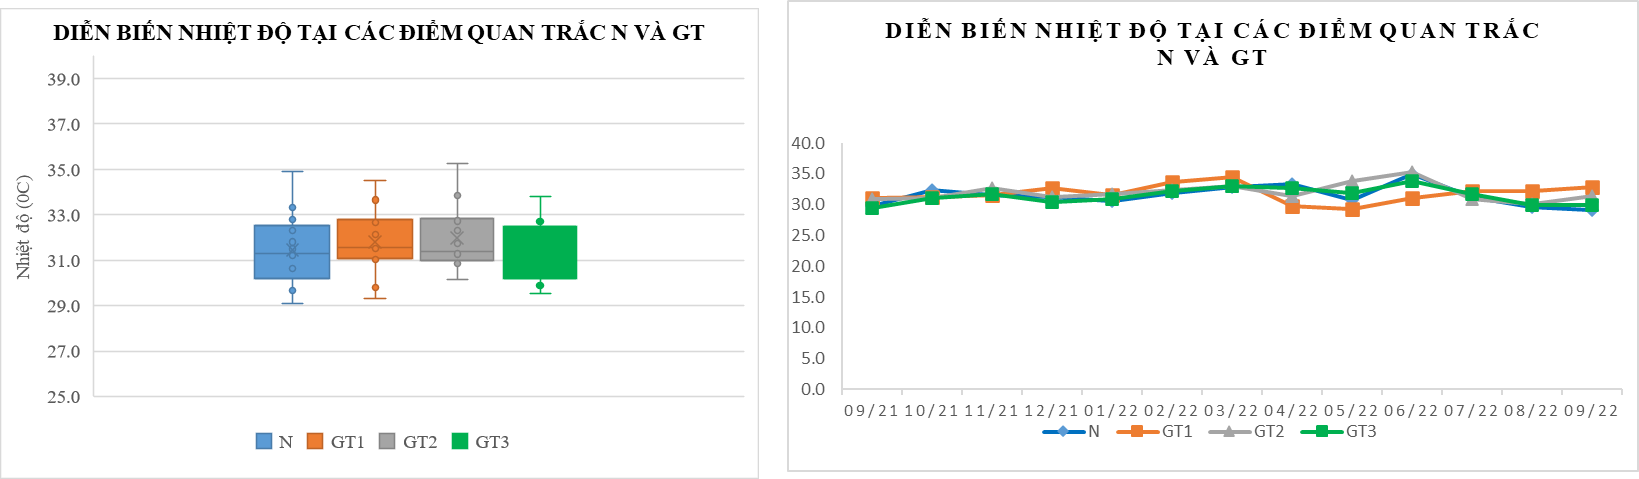 DIỄN BIẾN NHIỆT ĐỘ TẠI CÁC ĐIỂM QUAN TRẮC N VÀ GT
39.0
37.0
35.0
33.0
31.0
29.0
27.0
25.0
Nhiệt độ (0C)
N GT1 GT2 GT3
DIỄN BIẾN NHIỆT ĐỘ TẠI CÁC ĐIỂM QUAN TRẮC
N VÀ GT
40.0
35.0
30.0
25.0
20.0
15.0
10.0
5.0
0.0
09/21 10/21 11/21 12/21 01/22 02/22 03/22 04/22 05/22 06/22 07/22 08/22 09/22
N GT1 GT2 GT3